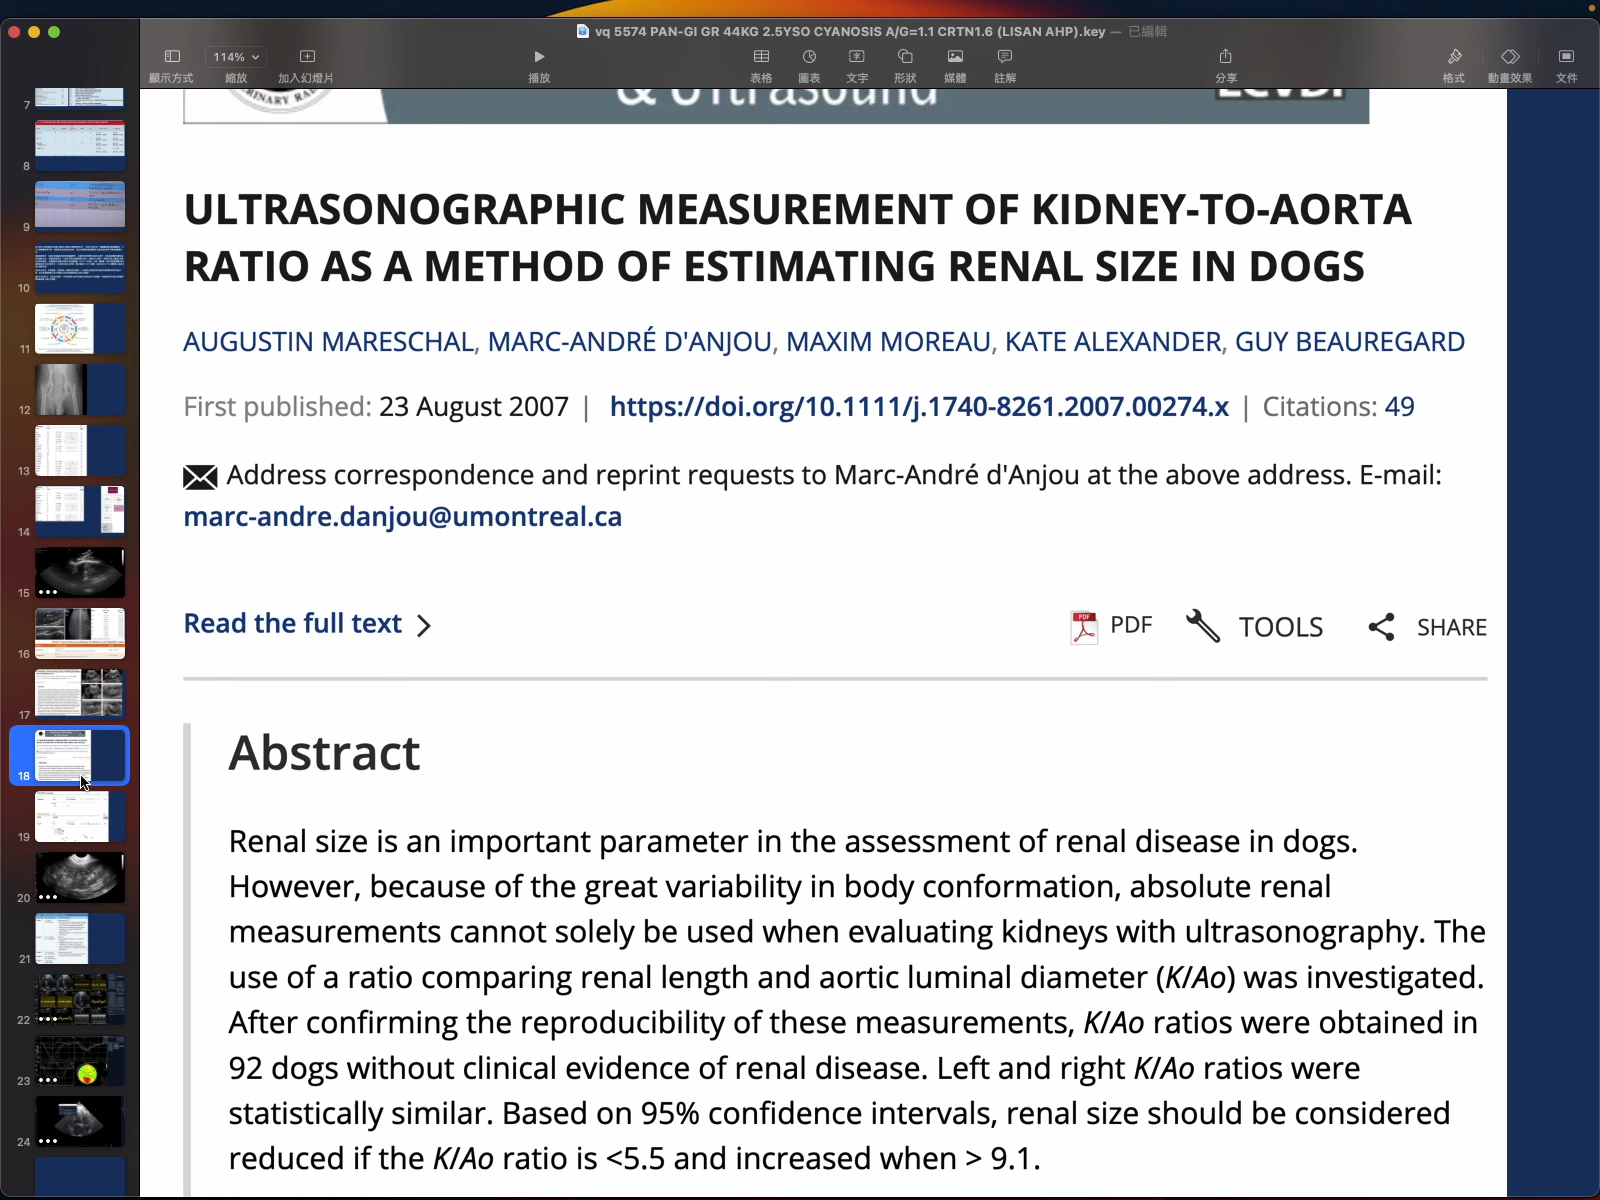 vq 5574 PAN-GI GR 44KG 2.5YSO CYANOSIS A/G=1.1 CRTN1.6 (LISAN AHP).key — 已編輯
114%
顯示方式 縮放 加入幻燈片 播放 表格 圖表 文字 形狀 媒體 註解 分享 格式 動畫效果 文件
& Ultrasound
ULTRASONOGRAPHIC MEASUREMENT OF KIDNEY-TO-AORTA
RATIO AS A METHOD OF ESTIMATING RENAL SIZE IN DOGS
AUGUSTIN MARESCHAL, MARC-ANDRÉ D'ANJOU, MAXIM MOREAU, KATE ALEXANDER, GUY BEAUREGARD
First published: 23 August 2007 | https://doi.org/10.1111/j.1740-8261.2007.00274.x | Citations: 49
Address correspondence and reprint requests to Marc-André d'Anjou at the above address. E-mail:
marc-andre.danjou@umontreal.ca
Read the full text
PDF TOOLS SHARE
Abstract
Renal size is an important parameter in the assessment of renal disease in dogs.
However, because of the great variability in body conformation, absolute renal
measurements cannot solely be used when evaluating kidneys with ultrasonography. The
use of a ratio comparing renal length and aortic luminal diameter (K/Ao) was investigated.
After confirming the reproducibility of these measurements, K/Ao ratios were obtained in
92 dogs without clinical evidence of renal disease. Left and right K/Ao ratios were
statistically similar. Based on 95% confidence intervals, renal size should be considered
reduced if the K/Ao ratio is <5.5 and increased when > 9.1.
7
8
9
10
11
12
13
14
15
16
17
18
19
20
21
22
23
24